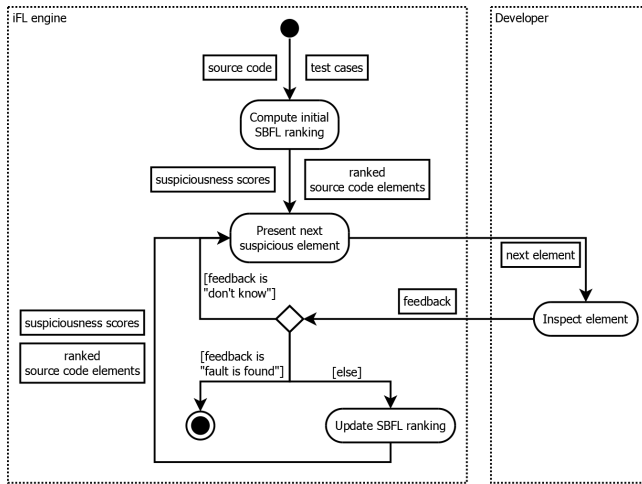 iFL engine
Developer
source code
test cases
Compute initial
SBFL ranking
suspiciousness scores
ranked
source code elements
Present next
suspicious element
next element
[feedback is
"don't know"]
feedback
Inspect element
suspiciousness scores
ranked
source code elements
[feedback is
"fault is found"]
[else]
Update SBFL ranking